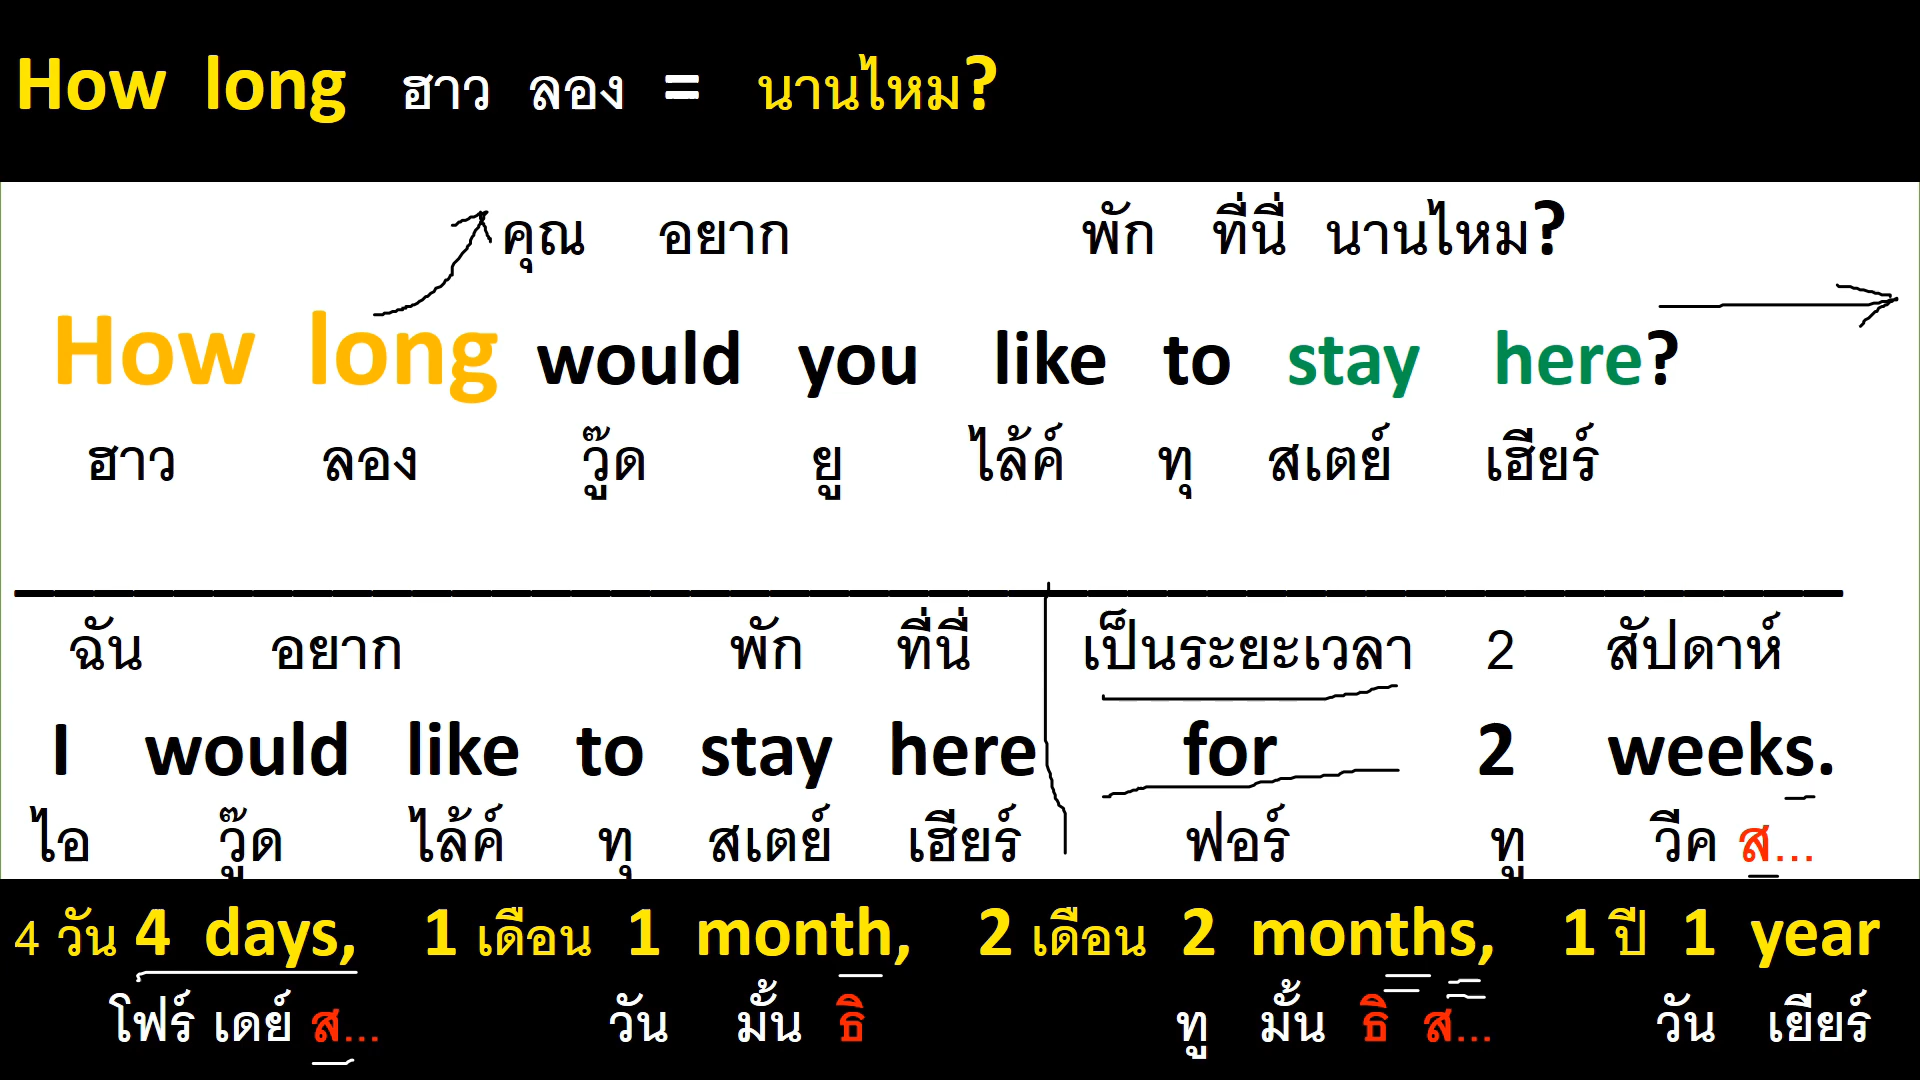 How long ฮาว ลอง = นานไหม?
คุณ อยาก พัก ที่นี่ นานไหม?
How long would you like to stay here?
ฮาว ลอง วู๊ด ยู ไล้ค์ ทุ สเตย์ เฮียร์
ฉัน อยาก พัก ที่นี่ เป็นระยะเวลา 2 สัปดาห์
I would like to stay here for 2 weeks.
ไอ วู๊ด ไล้ค์ ทุ สเตย์ เฮียร์ ฟอร์ ทู วีค ส...
4 วัน 4 days, 1 เดือน 1 month, 2 เดือน 2 months, 1 ปี 1 year
โฟร์ เดย์ ส... วัน มั้น ธิ ทู มั้น ธิ ส... วัน เยียร์